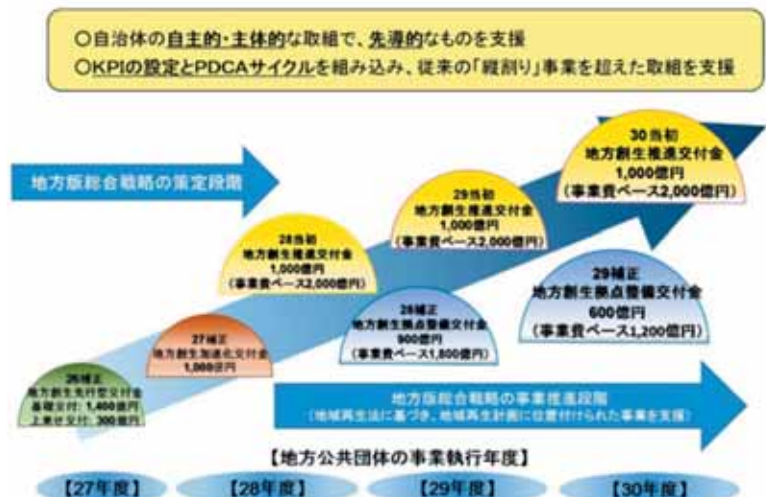 ○自治体の自主的・主体的な取組で、先導的なものを支援
○KPIの設定とPDCAサイクルを組み込み、従来の「縦割り」事業を超えた取組を支援
地方版総合戦略の策定段階
30当初
地方創生推進交付金
1,000億円
(事業費ベース2,000億円)
29当初
地方創生推進交付金
1,000億円
(事業費ベース2,000億円)
28当初
地方創生推進交付金
1,000億円
(事業費ベース2,000億円)
29補正
地方創生拠点整備交付金
600億円
(事業費ベース1,200億円)
28補正
地方創生拠点整備交付金
900億円
(事業費ベース1,800億円)
27補正
地方創生加速化交付金
1,000億円
26補正
地方創生先行型交付金
基礎交付:1,400億円
上乗せ交付:300億円
地方版総合戦略の事業推進段階
(地域再生法に基づき、地域再生計画に位置付けられた事業を支援)
【地方公共団体の事業執行年度】
【27年度】 【28年度】 【29年度】 【30年度】